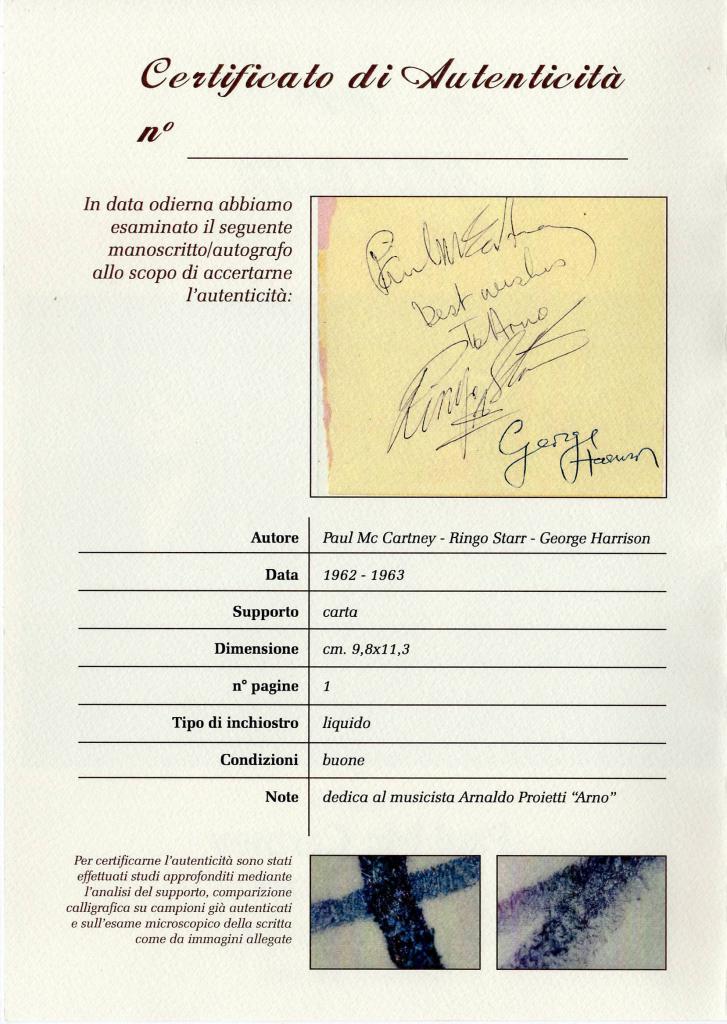 Certificato di Autenticità
nº
In data odierna abbiamo
esaminato il seguente
manoscritto/autografo
allo scopo di accertarne
l'autenticità:
Paul McCartney
best wishes
To Arno
Ringo Starr
George
Harrison
Autore Paul Mc Cartney - Ringo Starr - George Harrison
Data 1962 - 1963
Supporto carta
Dimensione cm. 9,8x11,3
n° pagine 1
Tipo di inchiostro liquido
Condizioni buone
Note dedica al musicista Arnaldo Proietti “Arno”
Per certificarne l'autenticità sono stati
effettuati studi approfonditi mediante
l'analisi del supporto, comparizione
calligrafica su campioni già autenticati
e sull'esame microscopico della scritta
come da immagini allegate